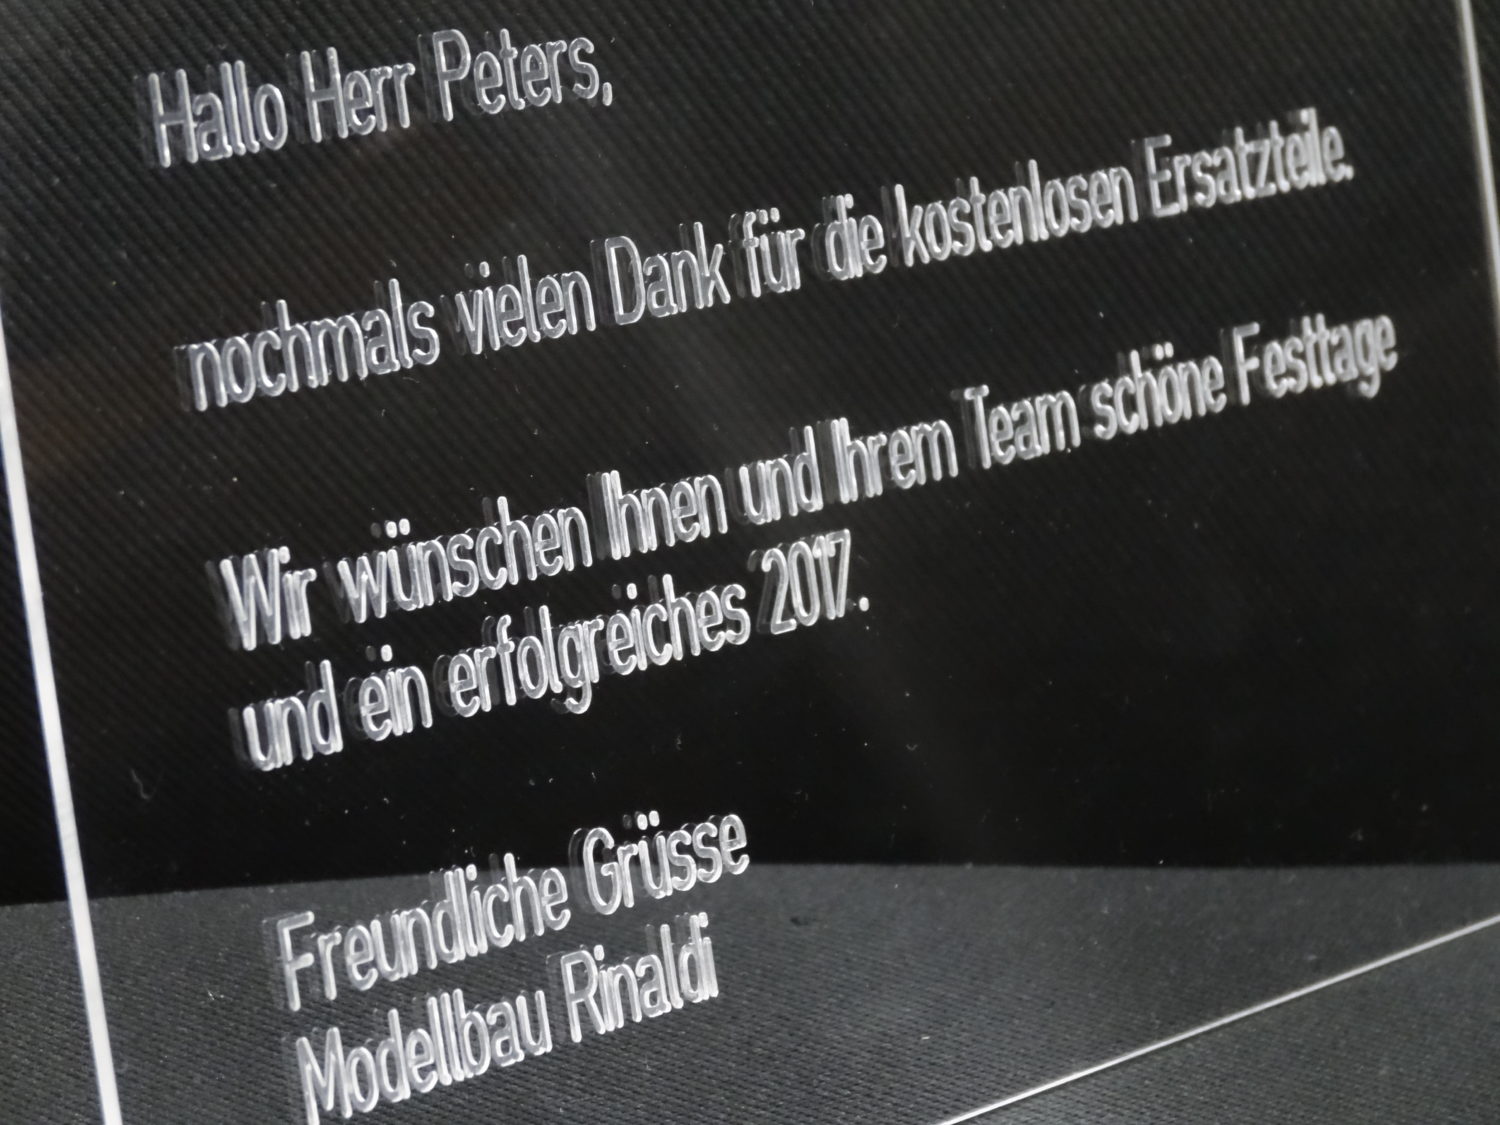 Hallo Herr Peters,
nochmals vielen Dank für die kostenlosen Ersatzteile.
Wir wünschen Ihnen und Ihrem Team schöne Festtage
und ein erfolgreiches 2017.
Freundliche Grüsse
Modellbau Rinaldi